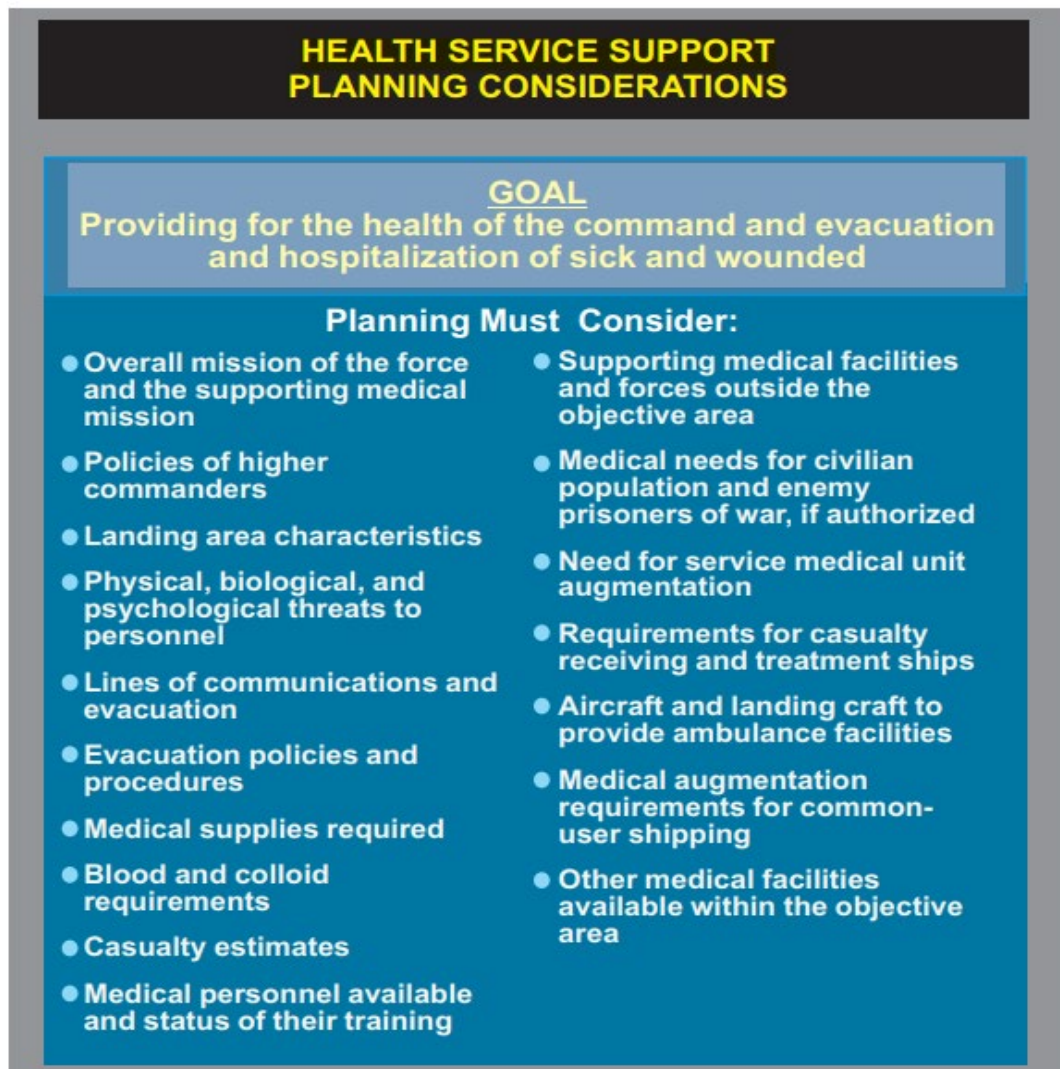 HEALTH SERVICE SUPPORT
PLANNING CONSIDERATIONS
GOAL
Providing for the health of the command and evacuation
and hospitalization of sick and wounded
Planning Must Consider:
Overall mission of the force
and the supporting medical
mission
Policies of higher
commanders
Landing area characteristics
Physical, biological, and
psychological threats to
personnel
Lines of communications and
evacuation
Evacuation policies and
procedures
Medical supplies required
Blood and colloid
requirements
Casualty estimates
Medical personnel available
and status of their training
Supporting medical facilities
and forces outside the
objective area
Medical needs for civilian
population and enemy
prisoners of war, if authorized
Need for service medical unit
augmentation
Requirements for casualty
receiving and treatment ships
Aircraft and landing craft to
provide ambulance facilities
Medical augmentation
requirements for common-
user shipping
Other medical facilities
available within the objective
area